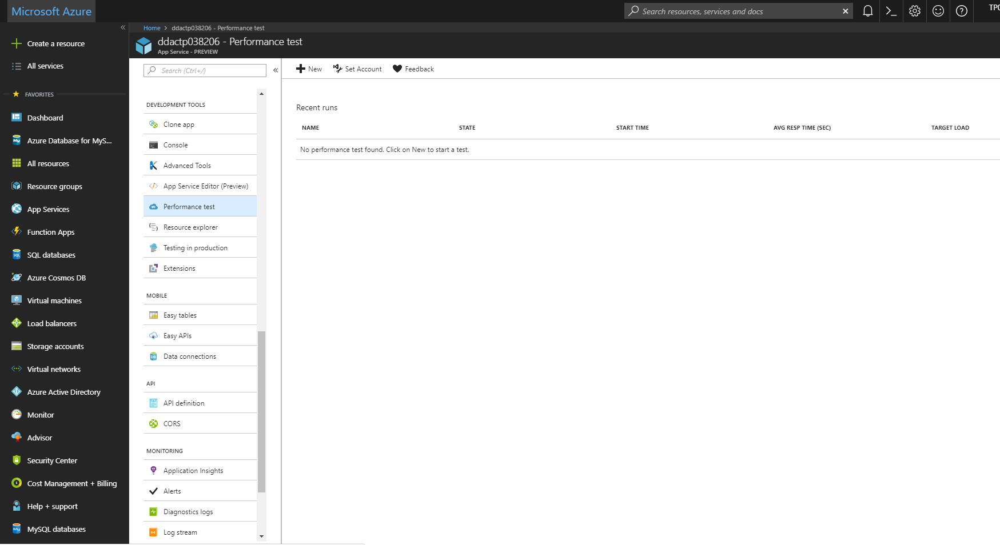 Microsoft Azure
Search resources, services and docs
Home > ddactp038206 - Performance test
ddactp038206 - Performance test
App Service - PREVIEW
Create a resource
All services
FAVORITES
Dashboard
Azure Database for MyS...
All resources
Resource groups
App Services
Function Apps
SQL databases
Azure Cosmos DB
Virtual machines
Load balancers
Storage accounts
Virtual networks
Azure Active Directory
Monitor
Advisor
Security Center
Cost Management + Billing
Help + support
MySQL databases
Search (Ctrl+/)
DEVELOPMENT TOOLS
Clone app
Console
Advanced Tools
App Service Editor (Preview)
Performance test
Resource explorer
Testing in production
Extensions
MOBILE
Easy tables
Easy APIs
Data connections
API
API definition
CORS
MONITORING
Application Insights
Alerts
Diagnostics logs
Log stream
New Set Account Feedback
Recent runs
NAME STATE START TIME AVG RESP TIME (SEC) TARGET LOAD
No performance test found. Click on New to start a test.